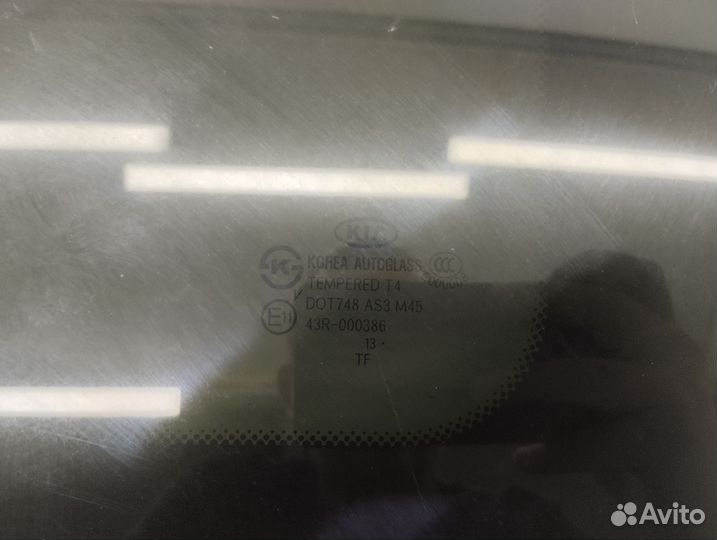 KIA
KOREA AUTOGLASS
TEMPERED T4
DOT748 AS3 M45
E11
43R-000386
13 .
TF
Avito